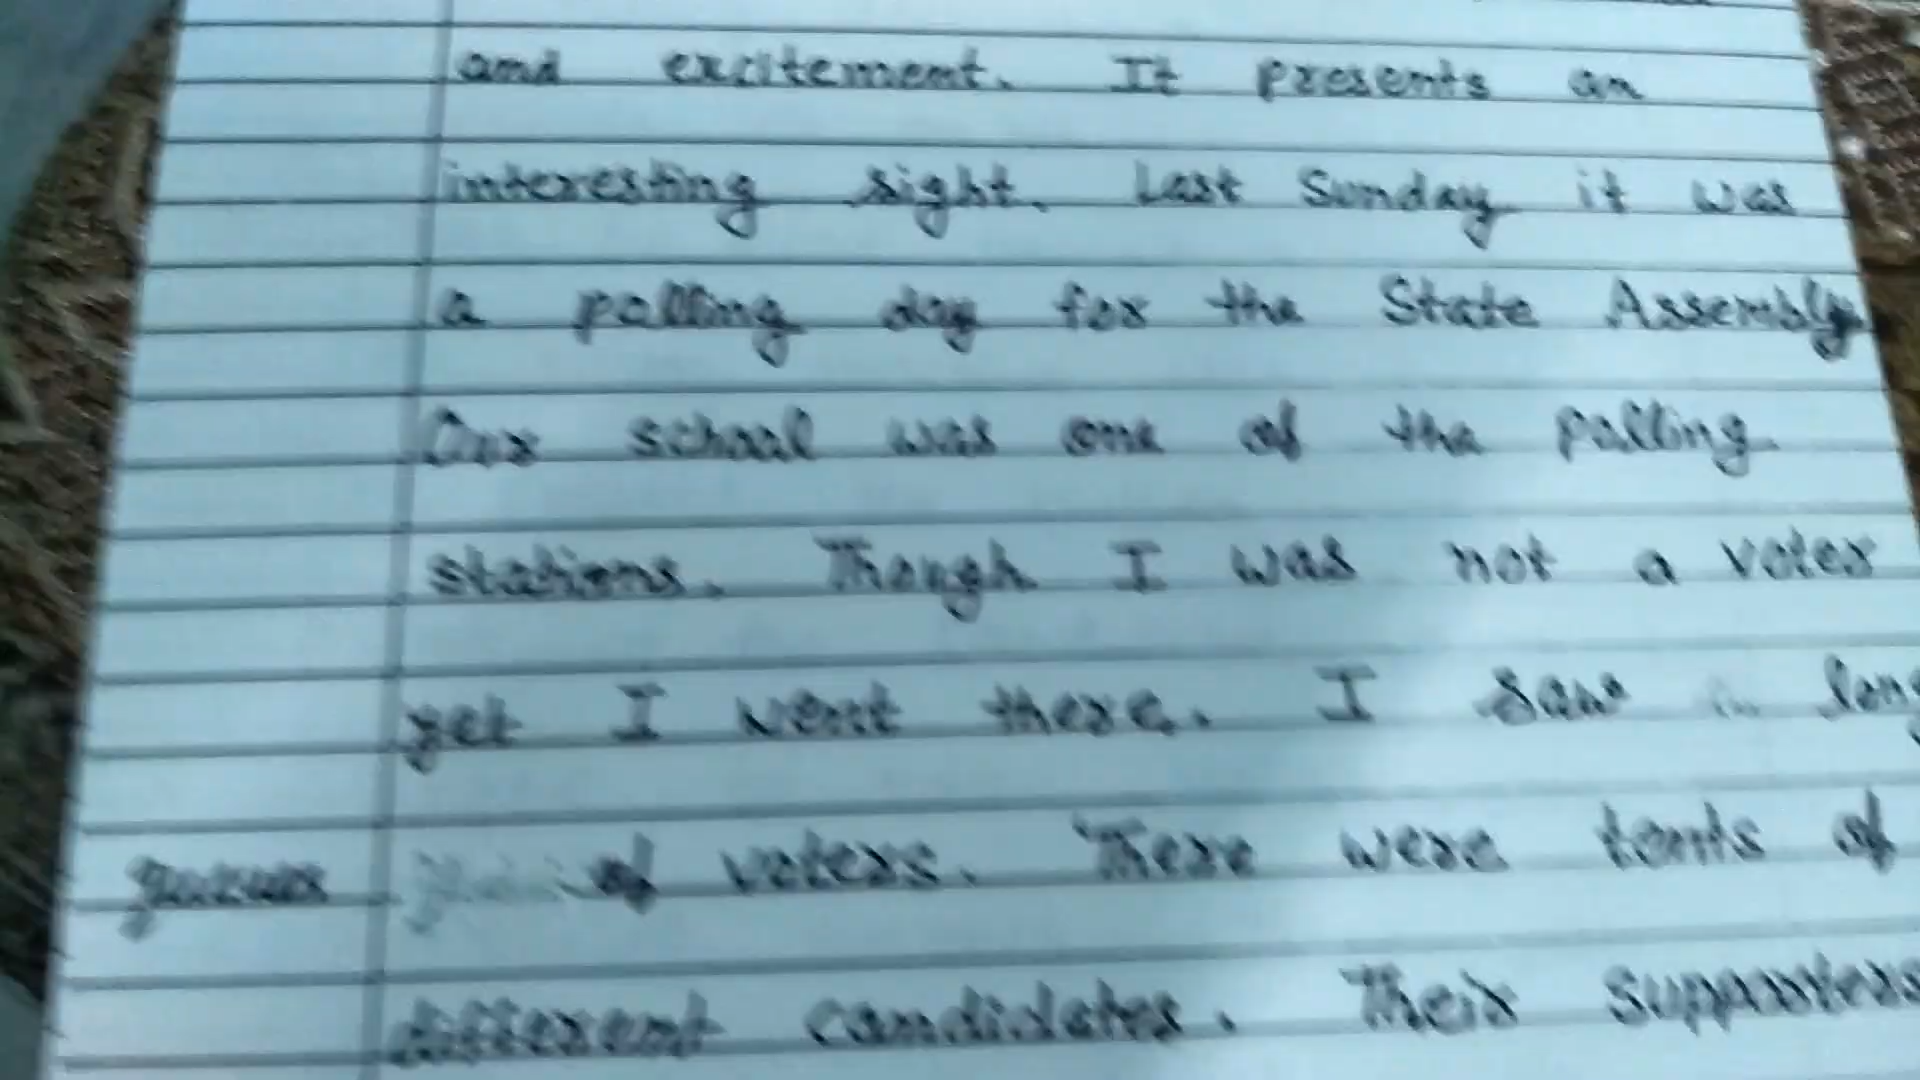 and excitement. It presents an
interesting sight. Last Sunday it was
a polling day for the State Assembly.
Our school was one of the polling
stations. Though I was not a voter
yet I went there. I saw long
queues of voters. There were tents of
different candidates. Their supporters